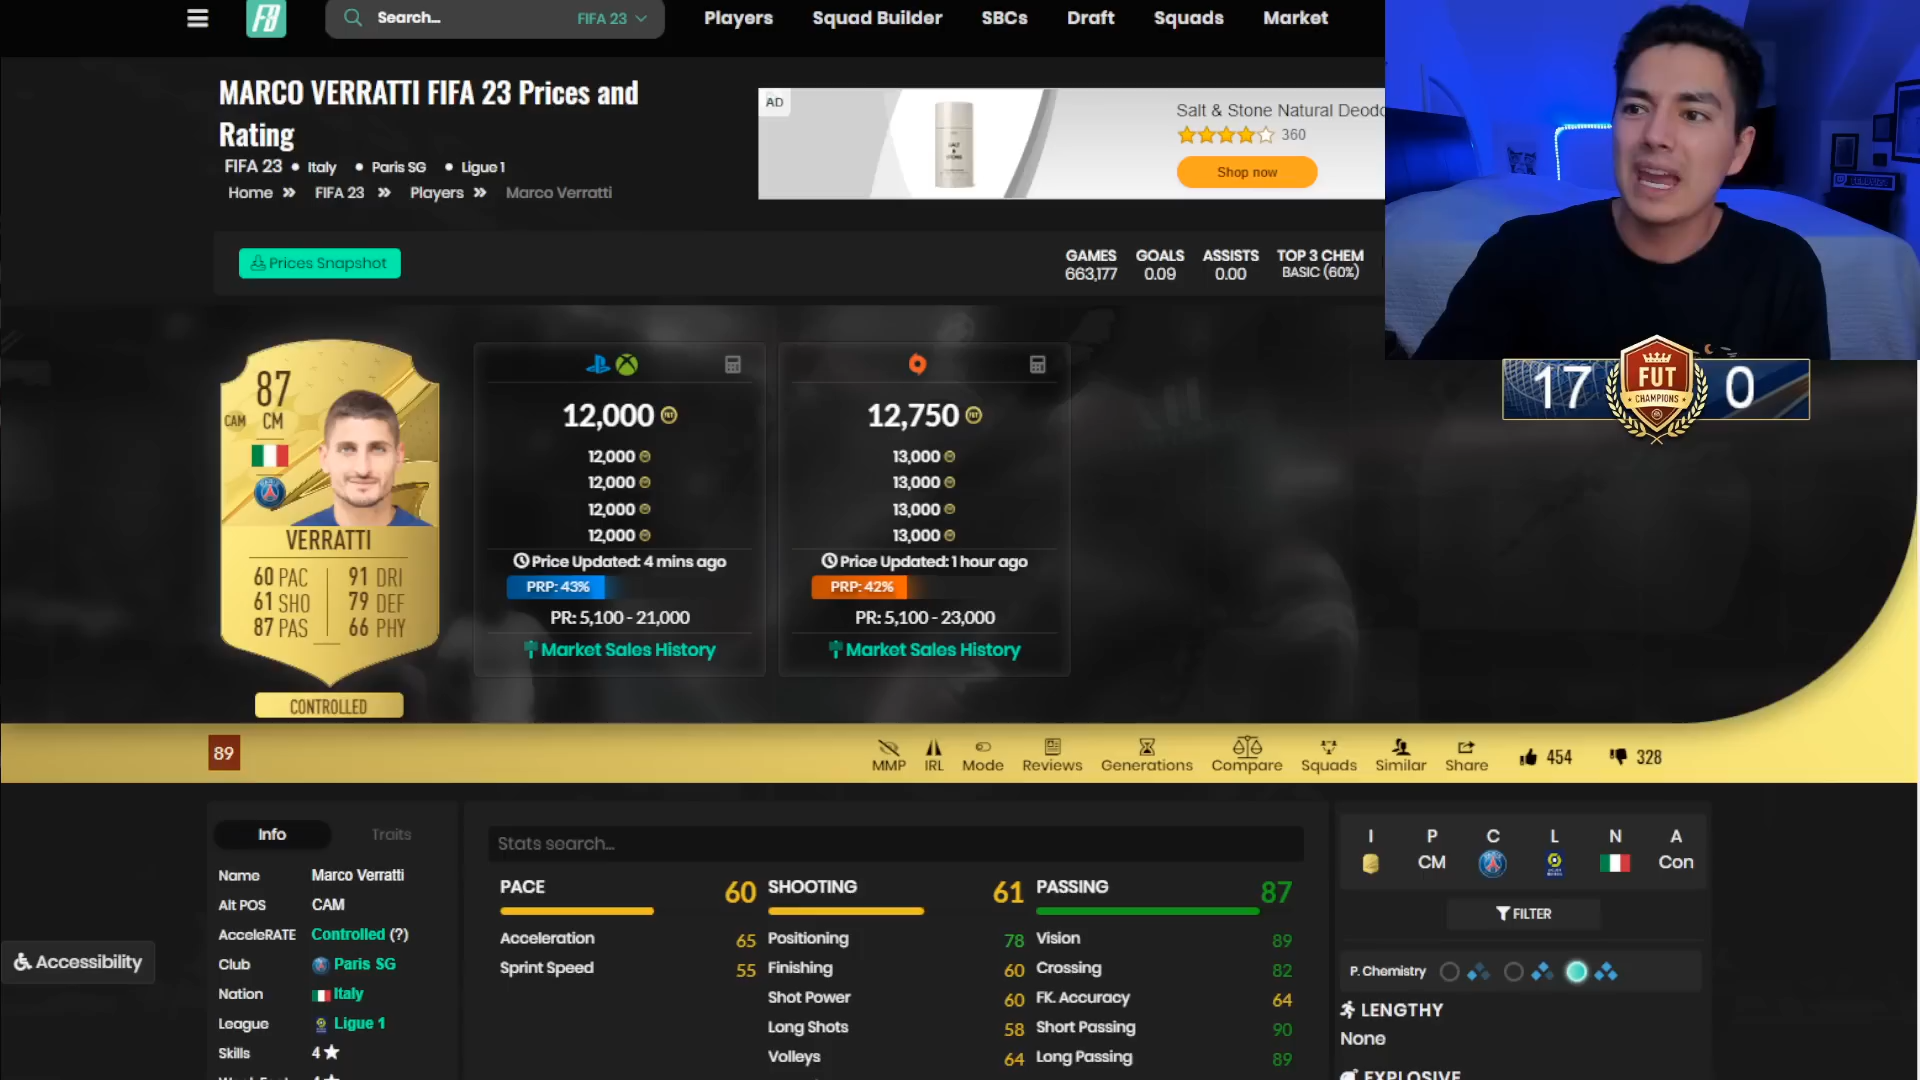 F8
Search...
FIFA 23
Players
Squad Builder
SBCs
Draft
Squads
Market
MARCO VERRATTI FIFA 23 Prices and
Rating
FIFA 23 • Italy • Paris SG • Ligue 1
Home » FIFA 23 » Players » Marco Verratti
AD
Salt & Stone Natural Deodo
360
Shop now
Prices Snapshot
GAMES
663,177
GOALS
0.09
ASSISTS
0.00
TOP 3 CHEM
BASIC (60%)
87
CAM
CM
VERRATTI
60 PAC
91 DRI
61 SHO
79 DEF
87 PAS
66 PHY
CONTROLLED
12,000
12,000
12,000
12,000
12,000
Price Updated: 4 mins ago
PRP: 43%
PR: 5,100 - 21,000
Market Sales History
12,750
13,000
13,000
13,000
13,000
Price Updated: 1 hour ago
PRP: 42%
PR: 5,100 - 23,000
Market Sales History
17
FUT
CHAMPIONS
0
89
MMP
IRL
Mode
Reviews
Generations
Compare
Squads
Similar
Share
454
328
Info
Traits
Name Marco Verratti
Alt POS CAM
AcceleRATE Controlled (?)
Club Paris SG
Nation Italy
League Ligue 1
Skills 4
Accessibility
Stats search...
PACE 60
Acceleration 65
Sprint Speed 55
SHOOTING 61
Positioning 78
Finishing 60
Shot Power 60
Long Shots 58
Volleys 64
PASSING 87
Vision 89
Crossing 82
FK. Accuracy 64
Short Passing 90
Long Passing 89
I P C L N A
CM Con
FILTER
P. Chemistry
LENGTHY
None
EXPLOSIVE